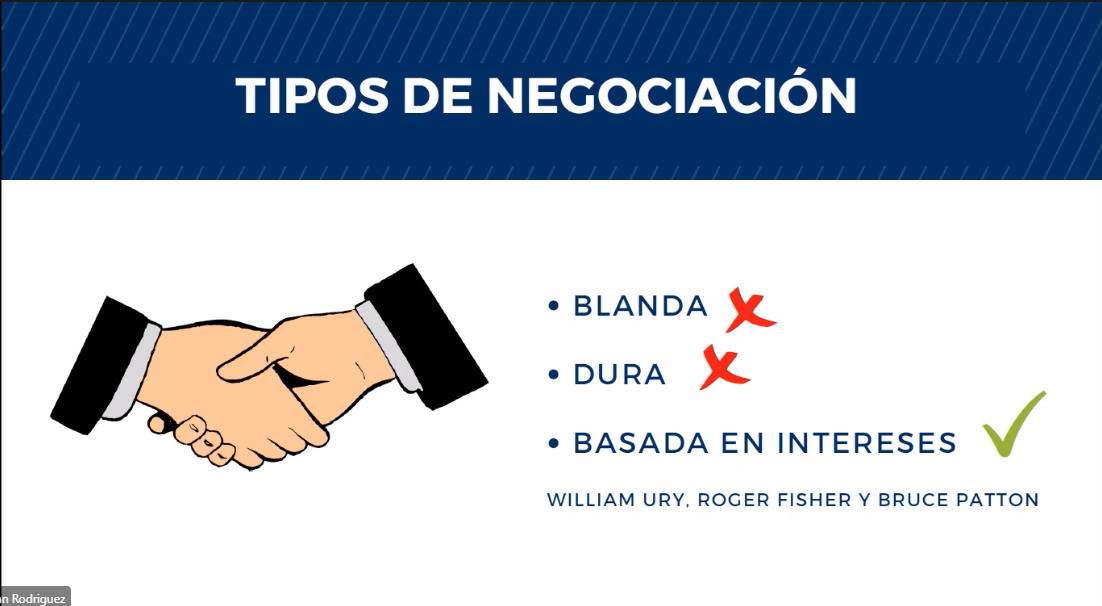 TIPOS DE NEGOCIACIÓN
• BLANDA
• DURA
• BASADA EN INTERESES
WILLIAM URY, ROGER FISHER Y BRUCE PATTON
Rodriguez